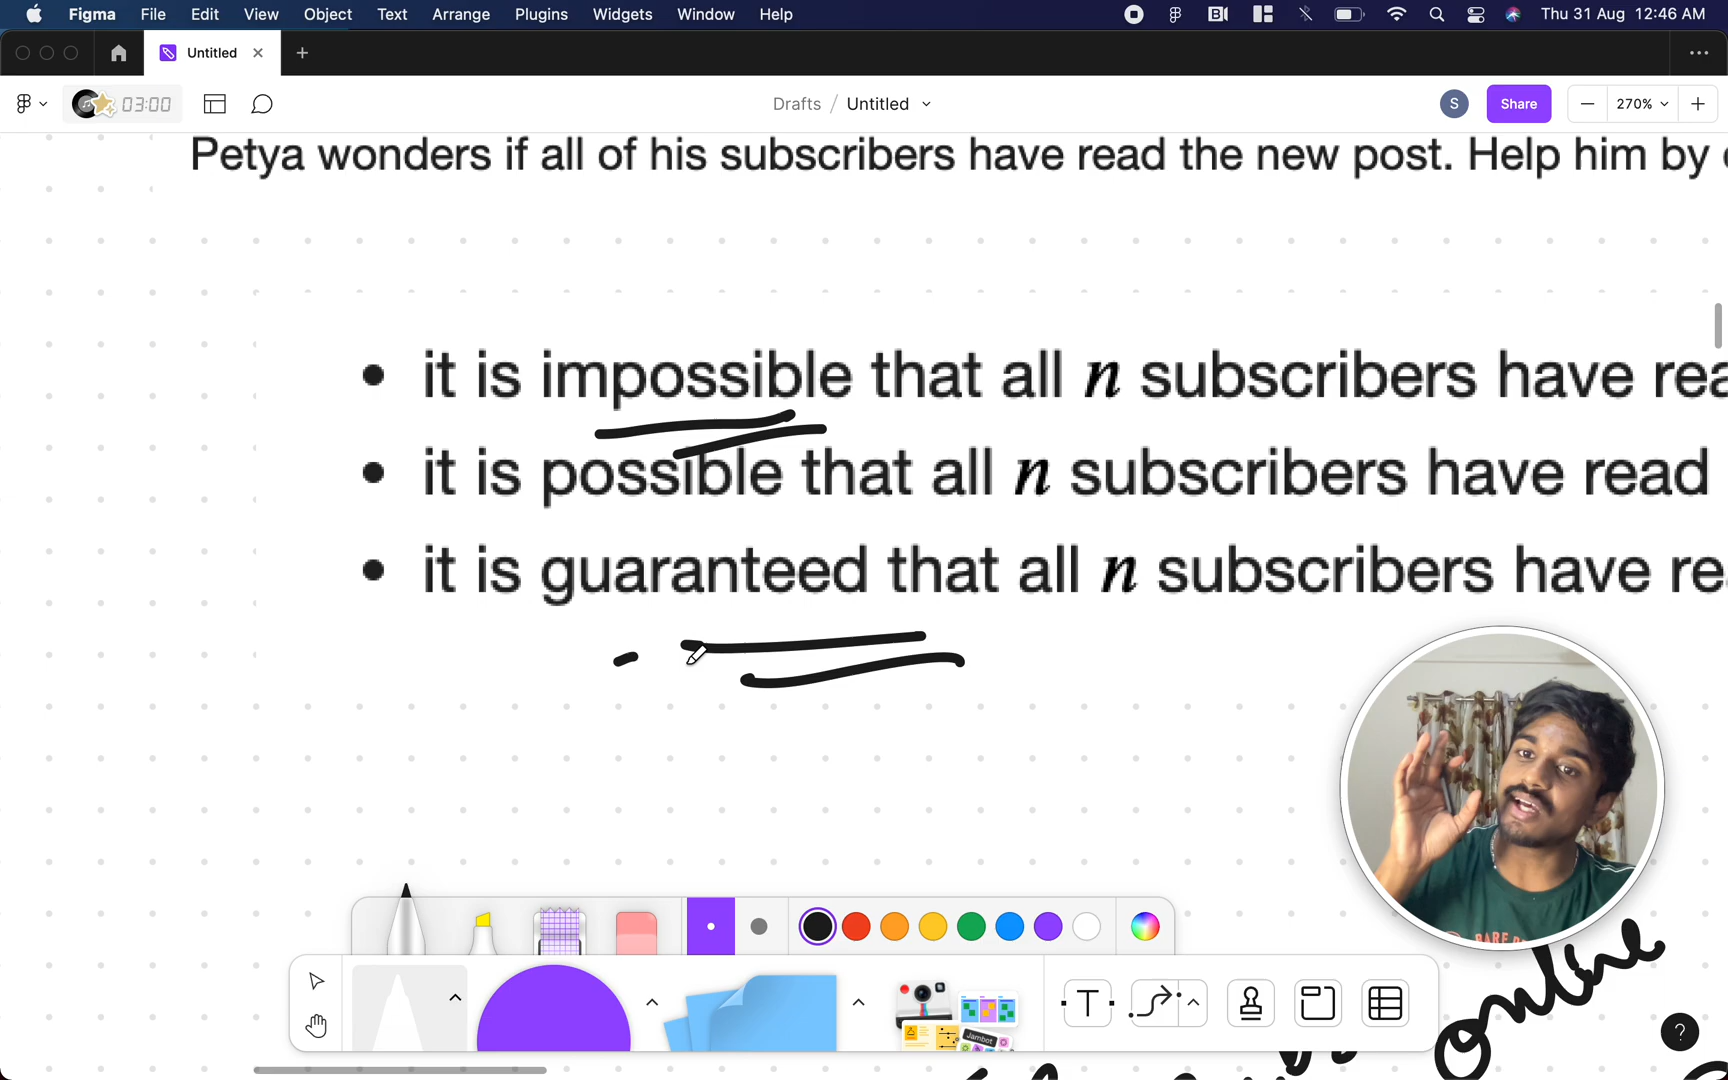 Figma File Edit View Object Text Arrange Plugins Widgets Window Help Thu 31 Aug 12:46 AM
Untitled
03:00 Drafts / Untitled S Share 270%
Petya wonders if all of his subscribers have read the new post. Help him by
it is impossible that all n subscribers have rea
it is possible that all n subscribers have read
it is guaranteed that all n subscribers have re
T
Jambot
online
?